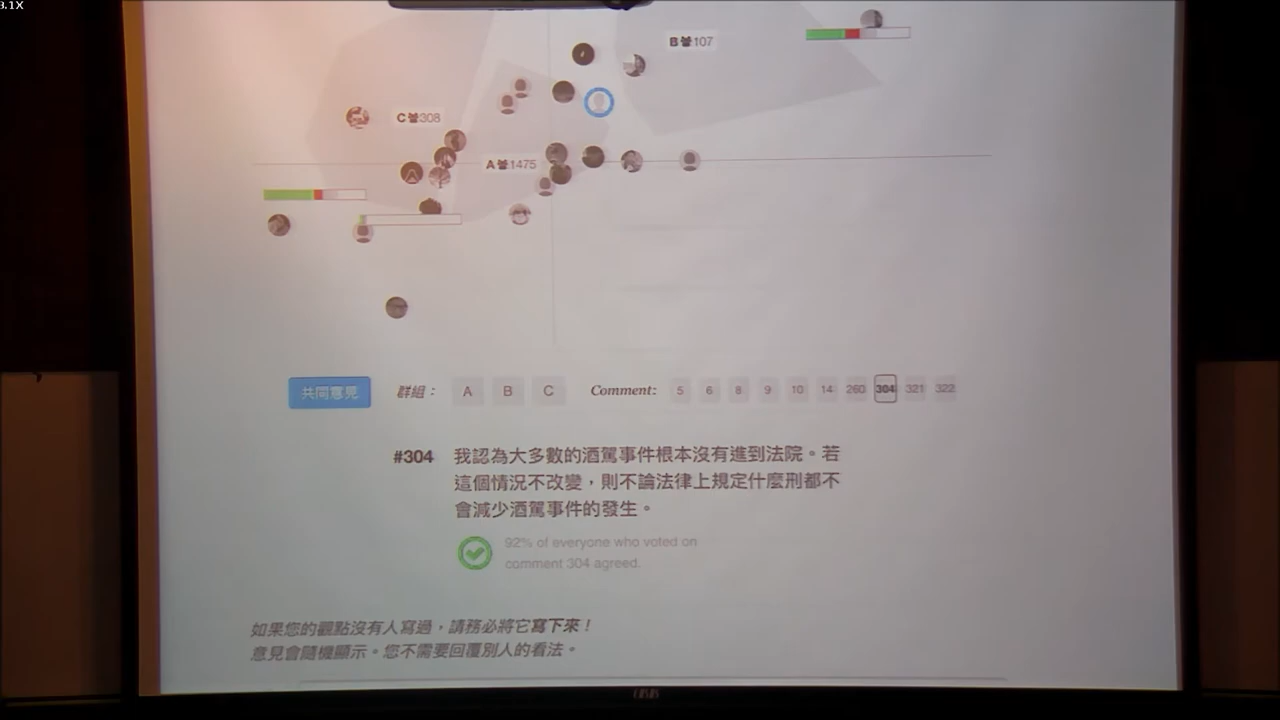 3.1X
B 107
C 308
A 1475
共同意見 群組： A B C Comment: 5 6 8 9 10 14 260 304 321 322
#304 我認為大多數的酒駕事件根本沒有進到法院。若
這個情況不改變，則不論法律上規定什麼刑都不
會減少酒駕事件的發生。
92% of everyone who voted on
comment 304 agreed.
如果您的觀點沒有人寫過，請務必將它寫下來！
意見會隨機顯示。您不需要回覆別人的看法。